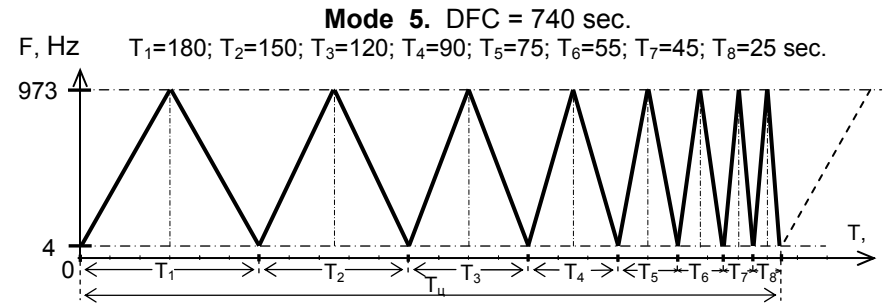 Mode 5. DFC = 740 sec.
F, Hz T₁=180; T₂=150; T₃=120; T₄=90; T₅=75; T₆=55; T₇=45; T₈=25 sec.
973
4
T,
0
T₁ T₂ T₃ T₄ T₅ T₆ T₇ T₈
Tц